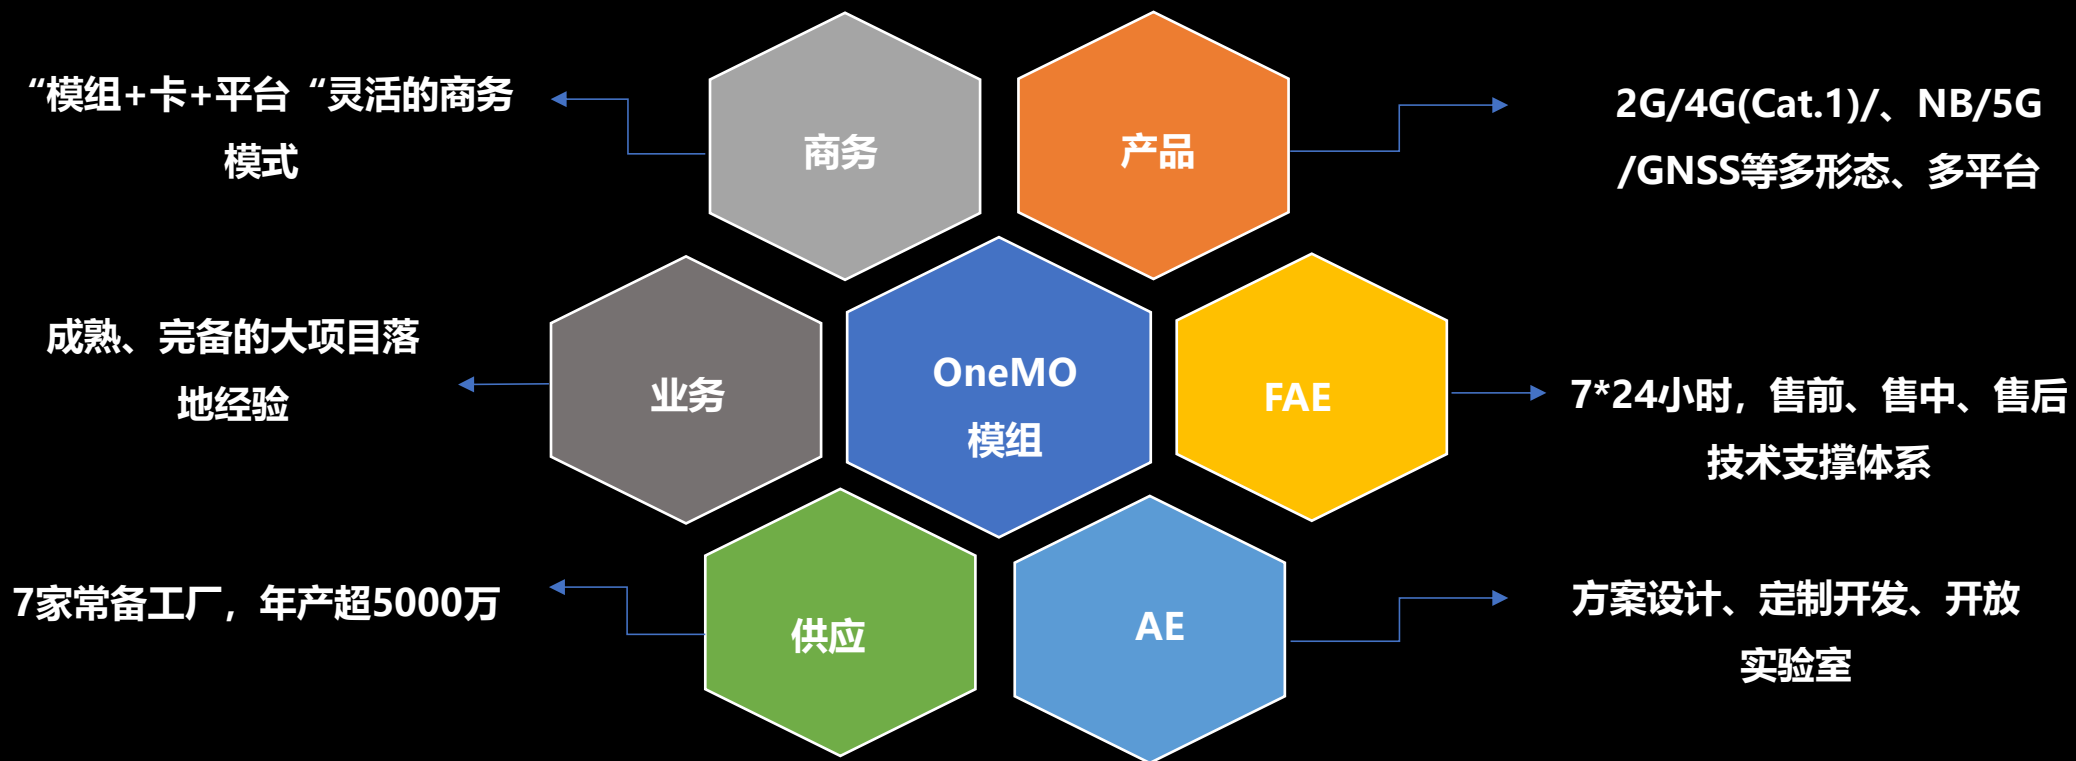 “模组+卡+平台“灵活的商务
模式
商务
产品
2G/4G(Cat.1)/、NB/5G
/GNSS等多形态、多平台
成熟、完备的大项目落
地经验
业务
OneMO
模组
FAE
7*24小时，售前、售中、售后
技术支撑体系
7家常备工厂，年产超5000万
供应
AE
方案设计、定制开发、开放
实验室